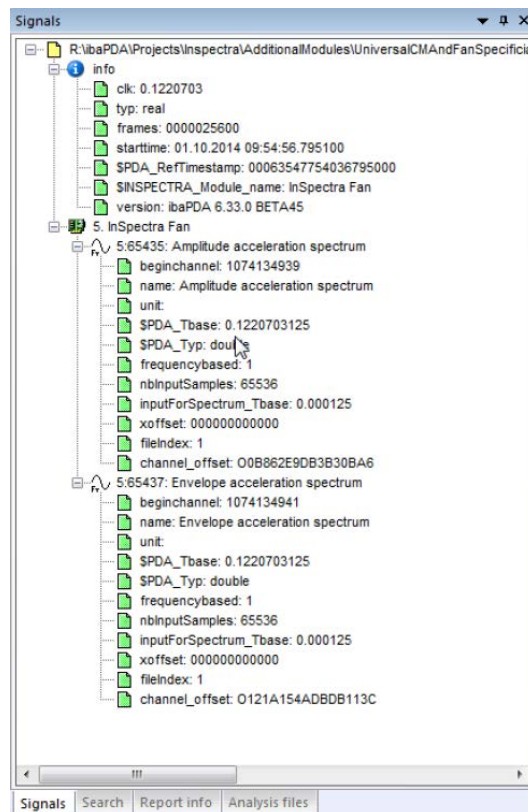 Signals
R:\ibaPDA\Projects\Inspectra\AdditionalModules\UniversalCMAndFanSpecificia
info
clk: 0.1220703
typ: real
frames: 0000025600
starttime: 01.10.2014 09:54:56.795100
$PDA_RefTimestamp: 00063547754036795000
$INSPECTRA_Module_name: InSpectra Fan
version: ibaPDA 6.33.0 BETA45
5. InSpectra Fan
5:65435: Amplitude acceleration spectrum
beginchannel: 1074134939
name: Amplitude acceleration spectrum
unit:
$PDA_Tbase: 0.1220703125
$PDA_Typ: double
frequencybased: 1
nbInputSamples: 65536
inputForSpectrum_Tbase: 0.000125
xoffset: 000000000000
fileIndex: 1
channel_offset: O0B862E9DB3B30BA6
5:65437: Envelope acceleration spectrum
beginchannel: 1074134941
name: Envelope acceleration spectrum
unit:
$PDA_Tbase: 0.1220703125
$PDA_Typ: double
frequencybased: 1
nbInputSamples: 65536
inputForSpectrum_Tbase: 0.000125
xoffset: 000000000000
fileIndex: 1
channel_offset: O121A154ADBDB113C
Signals Search Report info Analysis files